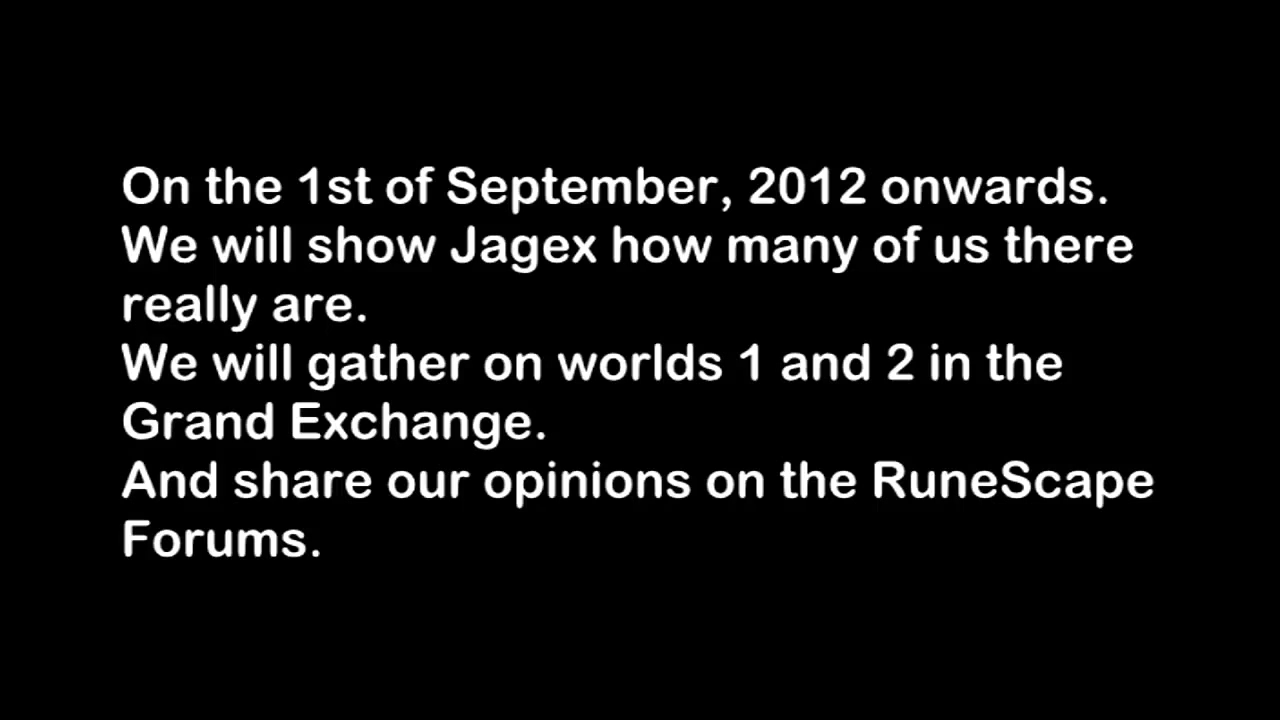 On the 1st of September, 2012 onwards.
We will show Jagex how many of us there
really are.
We will gather on worlds 1 and 2 in the
Grand Exchange.
And share our opinions on the RuneScape
Forums.